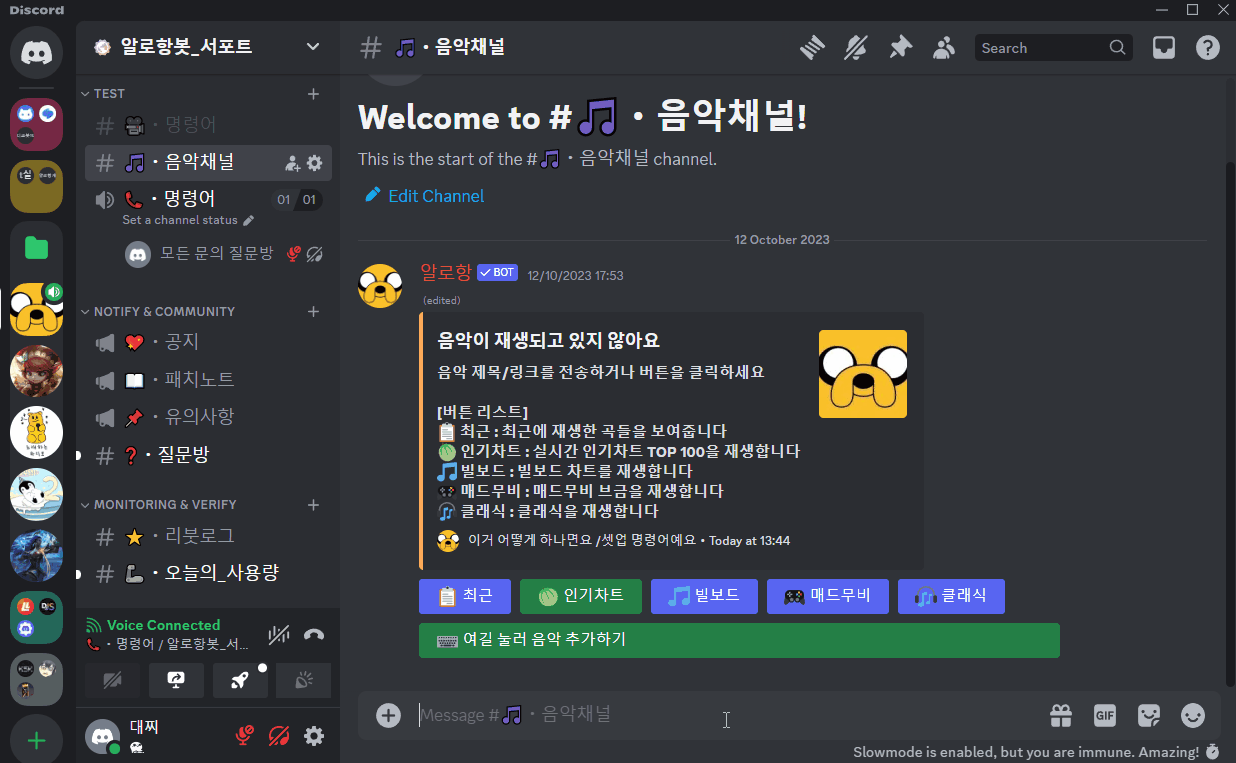 Discord
알로항봇_서포트
TEST
명령어
음악채널
명령어
01 01
Set a channel status
모든 문의 질문방
NOTIFY & COMMUNITY
공지
패치노트
유의사항
질문방
MONITORING & VERIFY
리붓로그
오늘의_사용량
Voice Connected
명령어 / 알로항봇_서...
대찌
# 🎵・음악채널
Search
Welcome to #🎵・음악채널!
This is the start of the #🎵・음악채널 channel.
Edit Channel
12 October 2023
알로항 ✓ BOT 12/10/2023 17:53
(edited)
음악이 재생되고 있지 않아요
음악 제목/링크를 전송하거나 버튼을 클릭하세요
[버튼 리스트]
📋 최근 : 최근에 재생한 곡들을 보여줍니다
🍈 인기차트 : 실시간 인기차트 TOP 100을 재생합니다
🎵 빌보드 : 빌보드 차트를 재생합니다
🎮 매드무비 : 매드무비 브금을 재생합니다
🎧 클래식 : 클래식을 재생합니다
이거 어떻게 하나면요 /셋업 명령어예요 • Today at 13:44
📋 최근 🍈 인기차트 🎵 빌보드 🎮 매드무비 🎧 클래식
⌨️ 여길 눌러 음악 추가하기
Message #🎵・음악채널
GIF
Slowmode is enabled, but you are immune. Amazing!